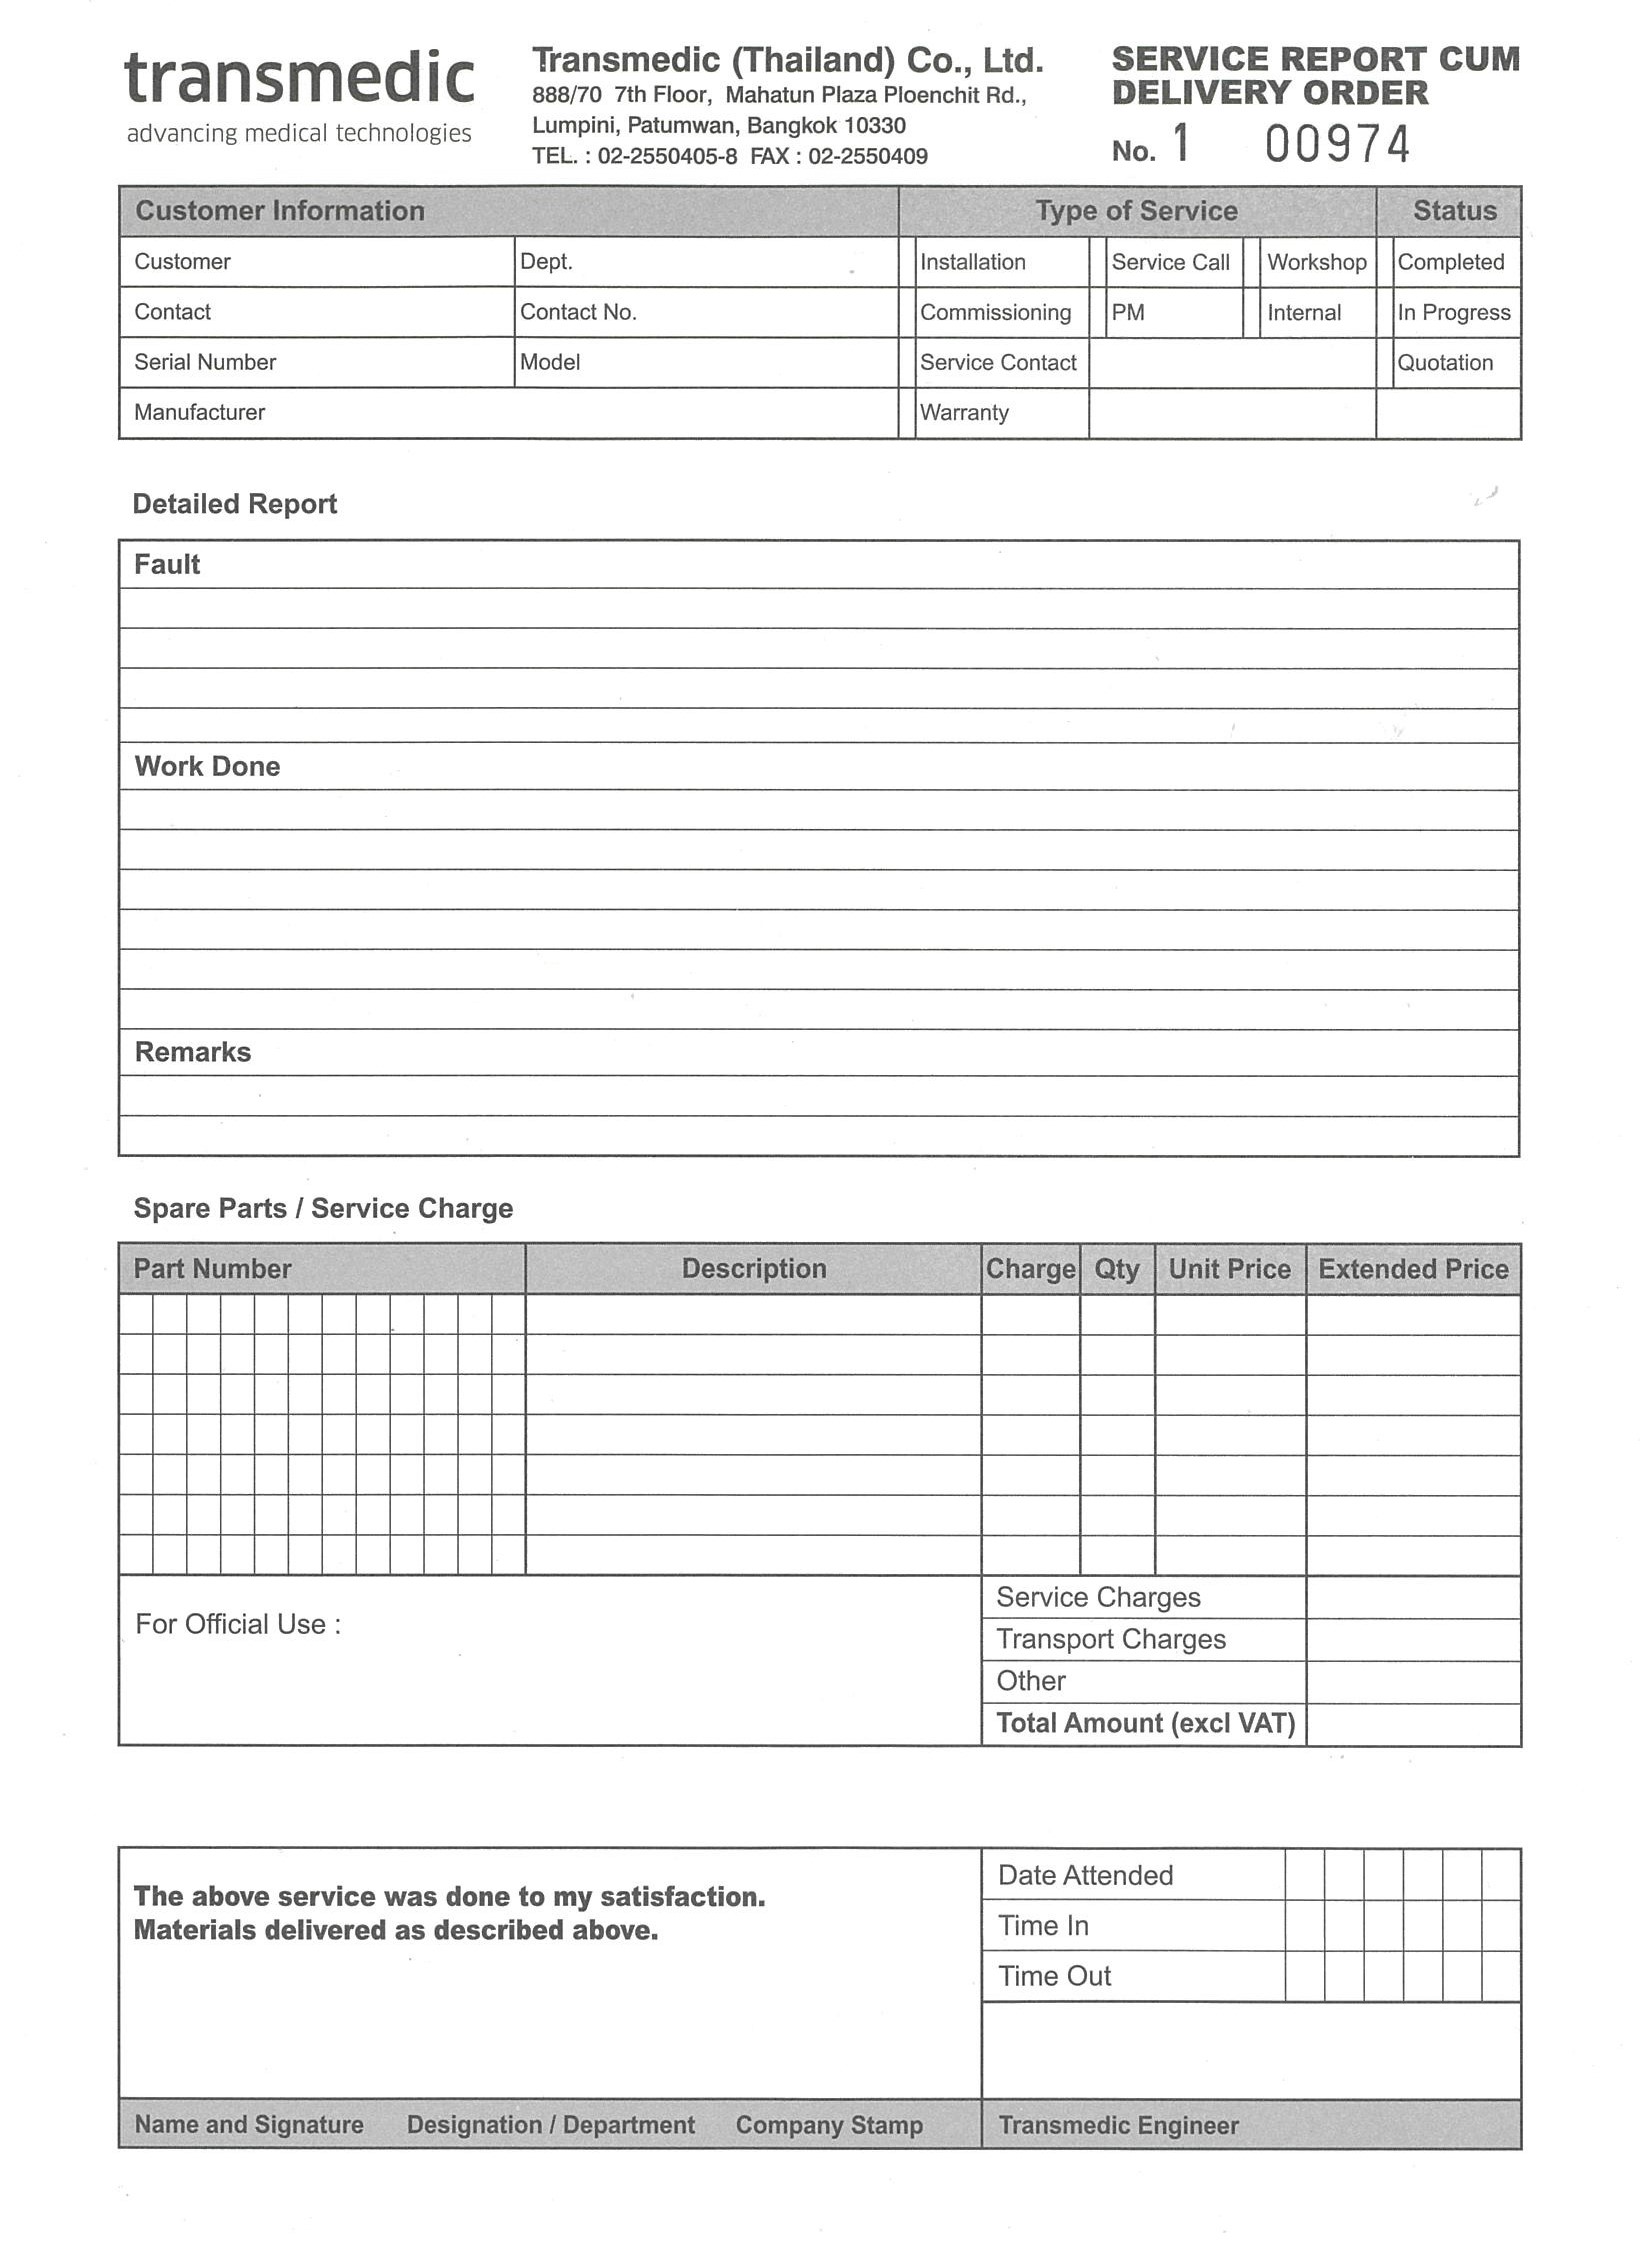 transmedic
advancing medical technologies
Transmedic (Thailand) Co., Ltd.
888/70 7th Floor, Mahatun Plaza Ploenchit Rd.,
Lumpini, Patumwan, Bangkok 10330
TEL. : 02-2550405-8 FAX : 02-2550409
SERVICE REPORT CUM
DELIVERY ORDER
No. 1 00974
Customer Information Type of Service Status
Customer Dept. Installation Service Call Workshop Completed
Contact Contact No. Commissioning PM Internal In Progress
Serial Number Model Service Contact Quotation
Manufacturer Warranty
Detailed Report
Fault
Work Done
Remarks
Spare Parts / Service Charge
Part Number Description Charge Qty Unit Price Extended Price
For Official Use :
Service Charges
Transport Charges
Other
Total Amount (excl VAT)
The above service was done to my satisfaction.
Materials delivered as described above.
Date Attended
Time In
Time Out
Name and Signature Designation / Department Company Stamp Transmedic Engineer